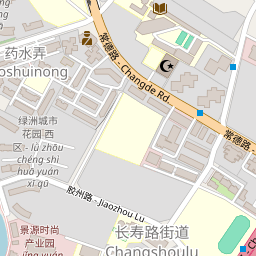 常德路 - Changde Rd.
药水弄
oshuinong
绿洲城市
花园·西
区 - lǜ zhōu
chéng shì
huā yuán
xī qū
常德路 -
胶州路 - Jiaozhou Lu
景源时尚
产业园
长寿路街道
Changshoulu